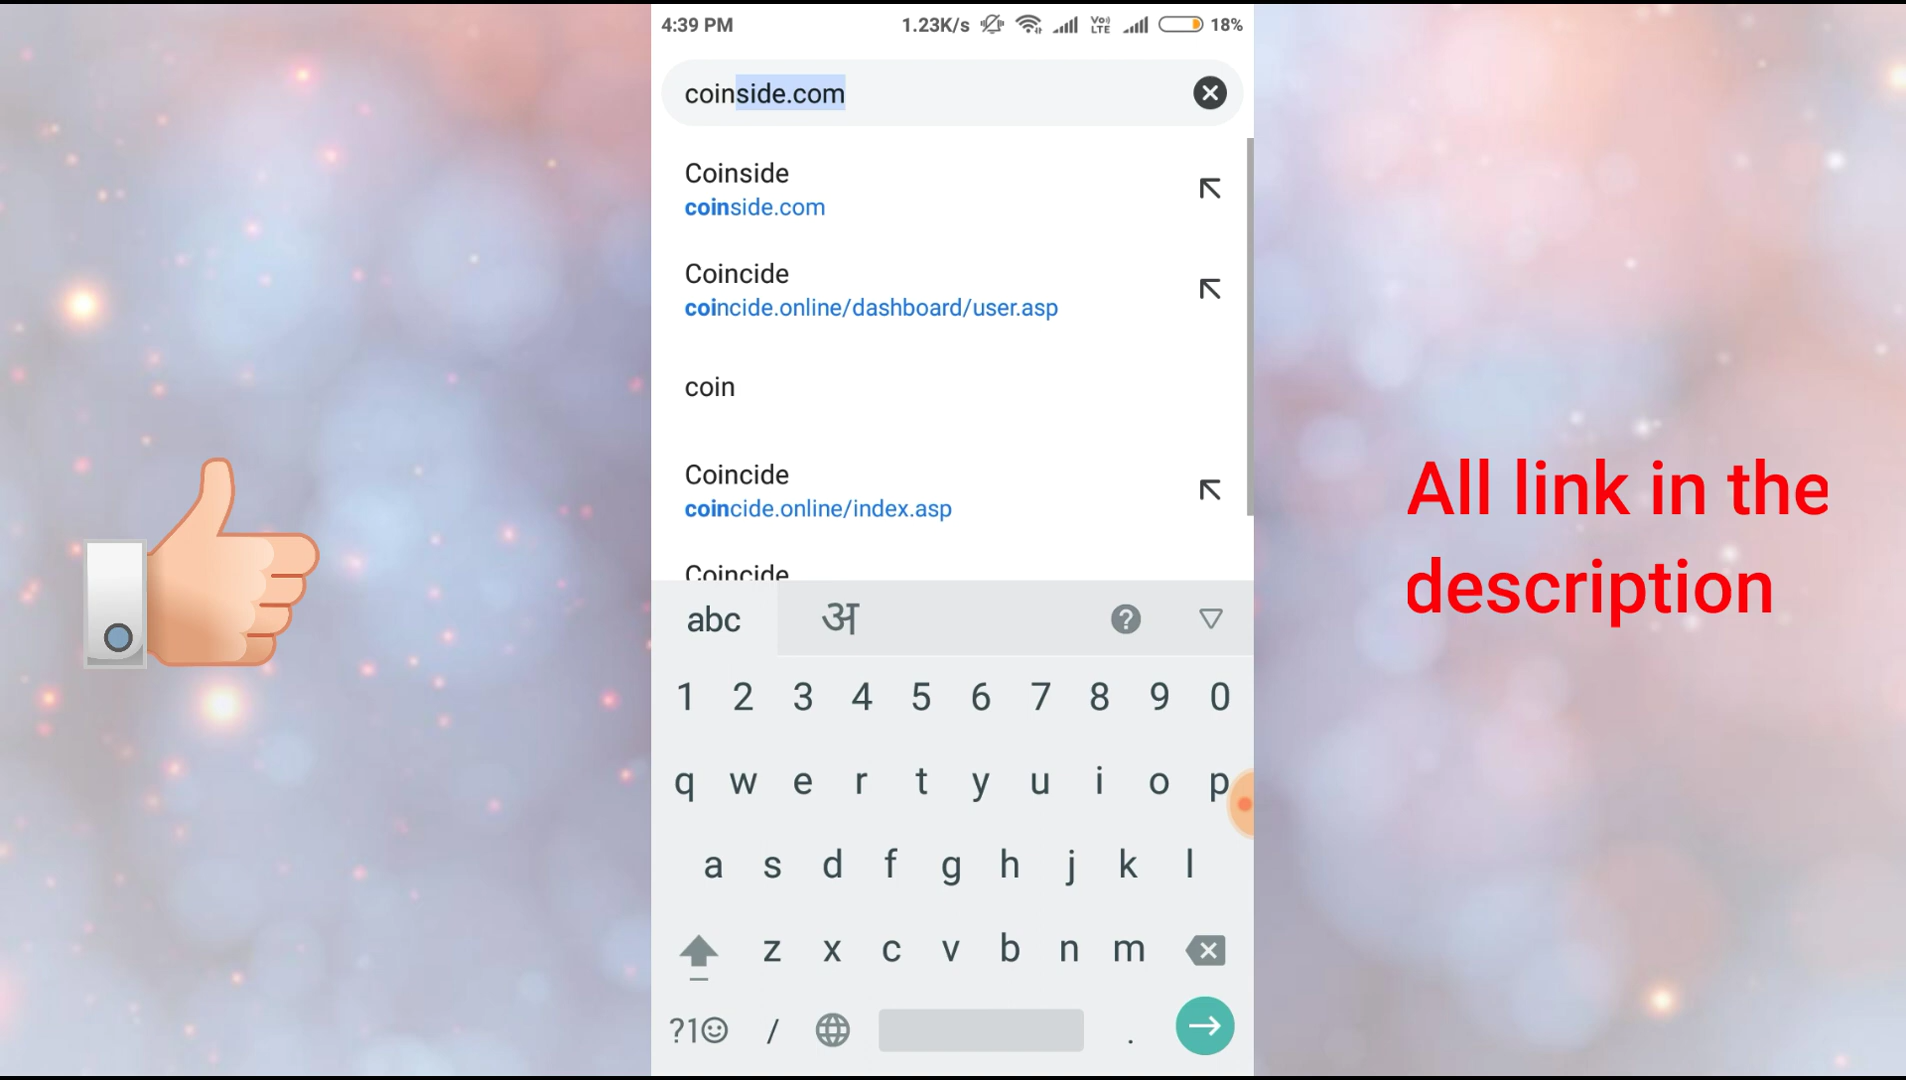 4:39 PM 1.23K/s Vo) LTE 18%
coinside.com
Coinside
coinside.com
Coincide
coincide.online/dashboard/user.asp
coin
Coincide
coincide.online/index.asp
Coincide
All link in the
description
abc अ ?
1 2 3 4 5 6 7 8 9 0
q w e r t y u i o p
a s d f g h j k l
z x c v b n m
?1☺ / .